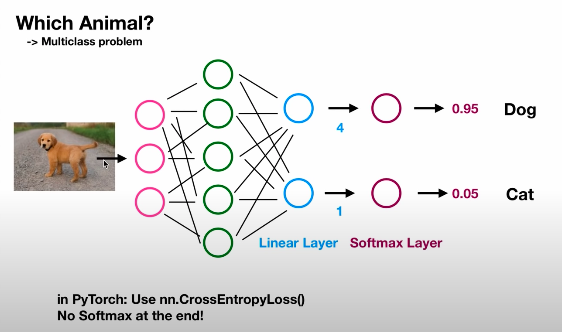 Which Animal?
-> Multiclass problem
4
0.95
Dog
1
0.05
Cat
Linear Layer
Softmax Layer
in PyTorch: Use nn.CrossEntropyLoss()
No Softmax at the end!